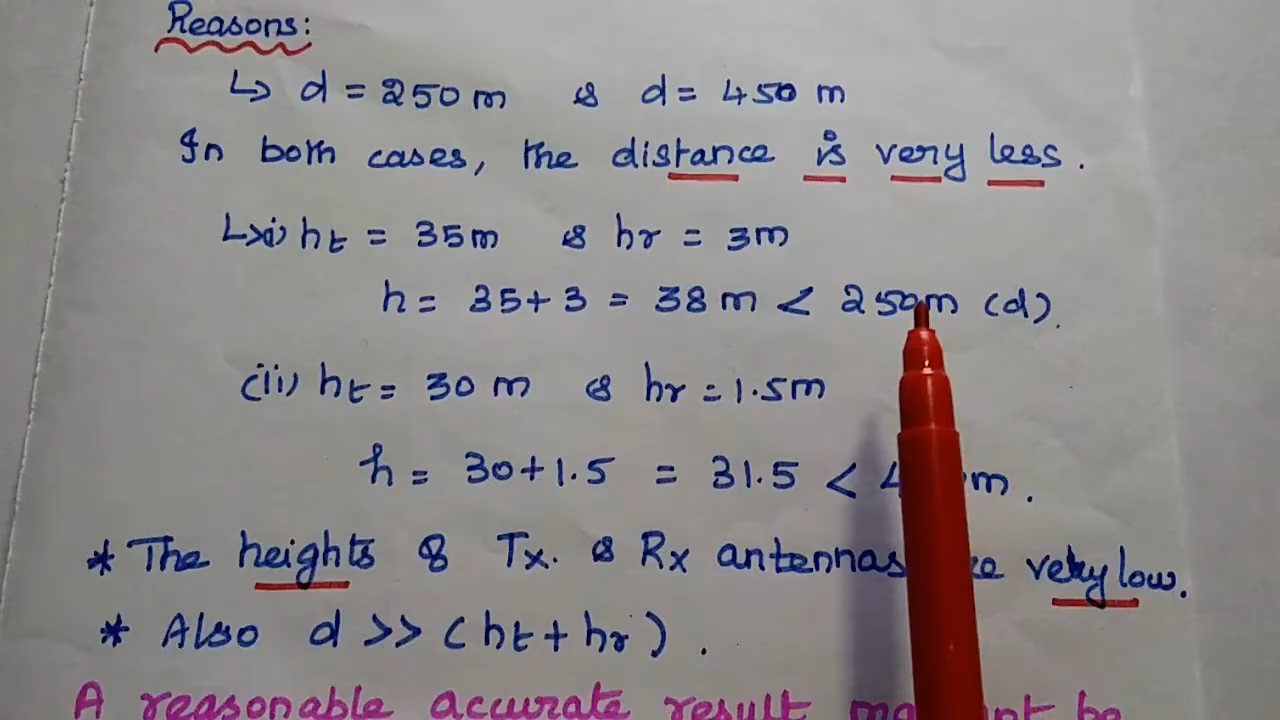 Reasons:
↳ d = 250 m & d = 450 m
In both cases, the distance is very less.
↳ i) ht = 35m & hr = 3m
h = 35 + 3 = 38 m < 250m (d).
(ii) ht = 30 m & hr = 1.5m
h = 30 + 1.5 = 31.5 < m.
* The heights of Tx. & Rx antennas very low.
* Also d >> (ht + hr).
A reasonable accurate result be